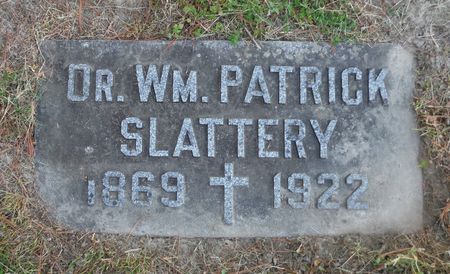 DR. WM. PATRICK
SLATTERY
1869 1922